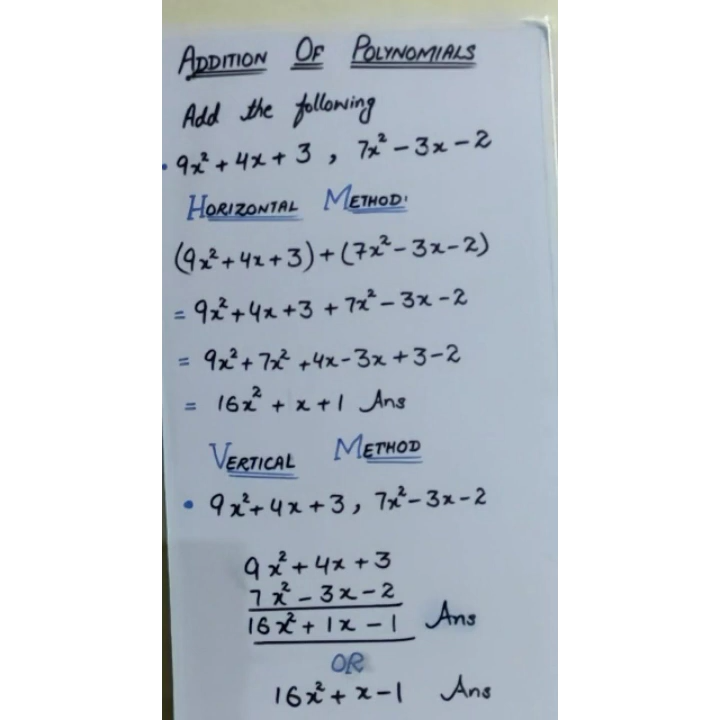 ADDITION OF POLYNOMIALS
Add the following
• 9x² + 4x + 3 , 7x² - 3x - 2
HORIZONTAL METHOD:
(9x² + 4x + 3) + (7x² - 3x - 2)
= 9x² + 4x + 3 + 7x² - 3x - 2
= 9x² + 7x² + 4x - 3x + 3 - 2
= 16x² + x + 1 Ans
VERTICAL METHOD
• 9x² + 4x + 3, 7x² - 3x - 2
9x² + 4x + 3
7x² - 3x - 2
16x² + 1x - 1 Ans
OR
16x² + x - 1 Ans